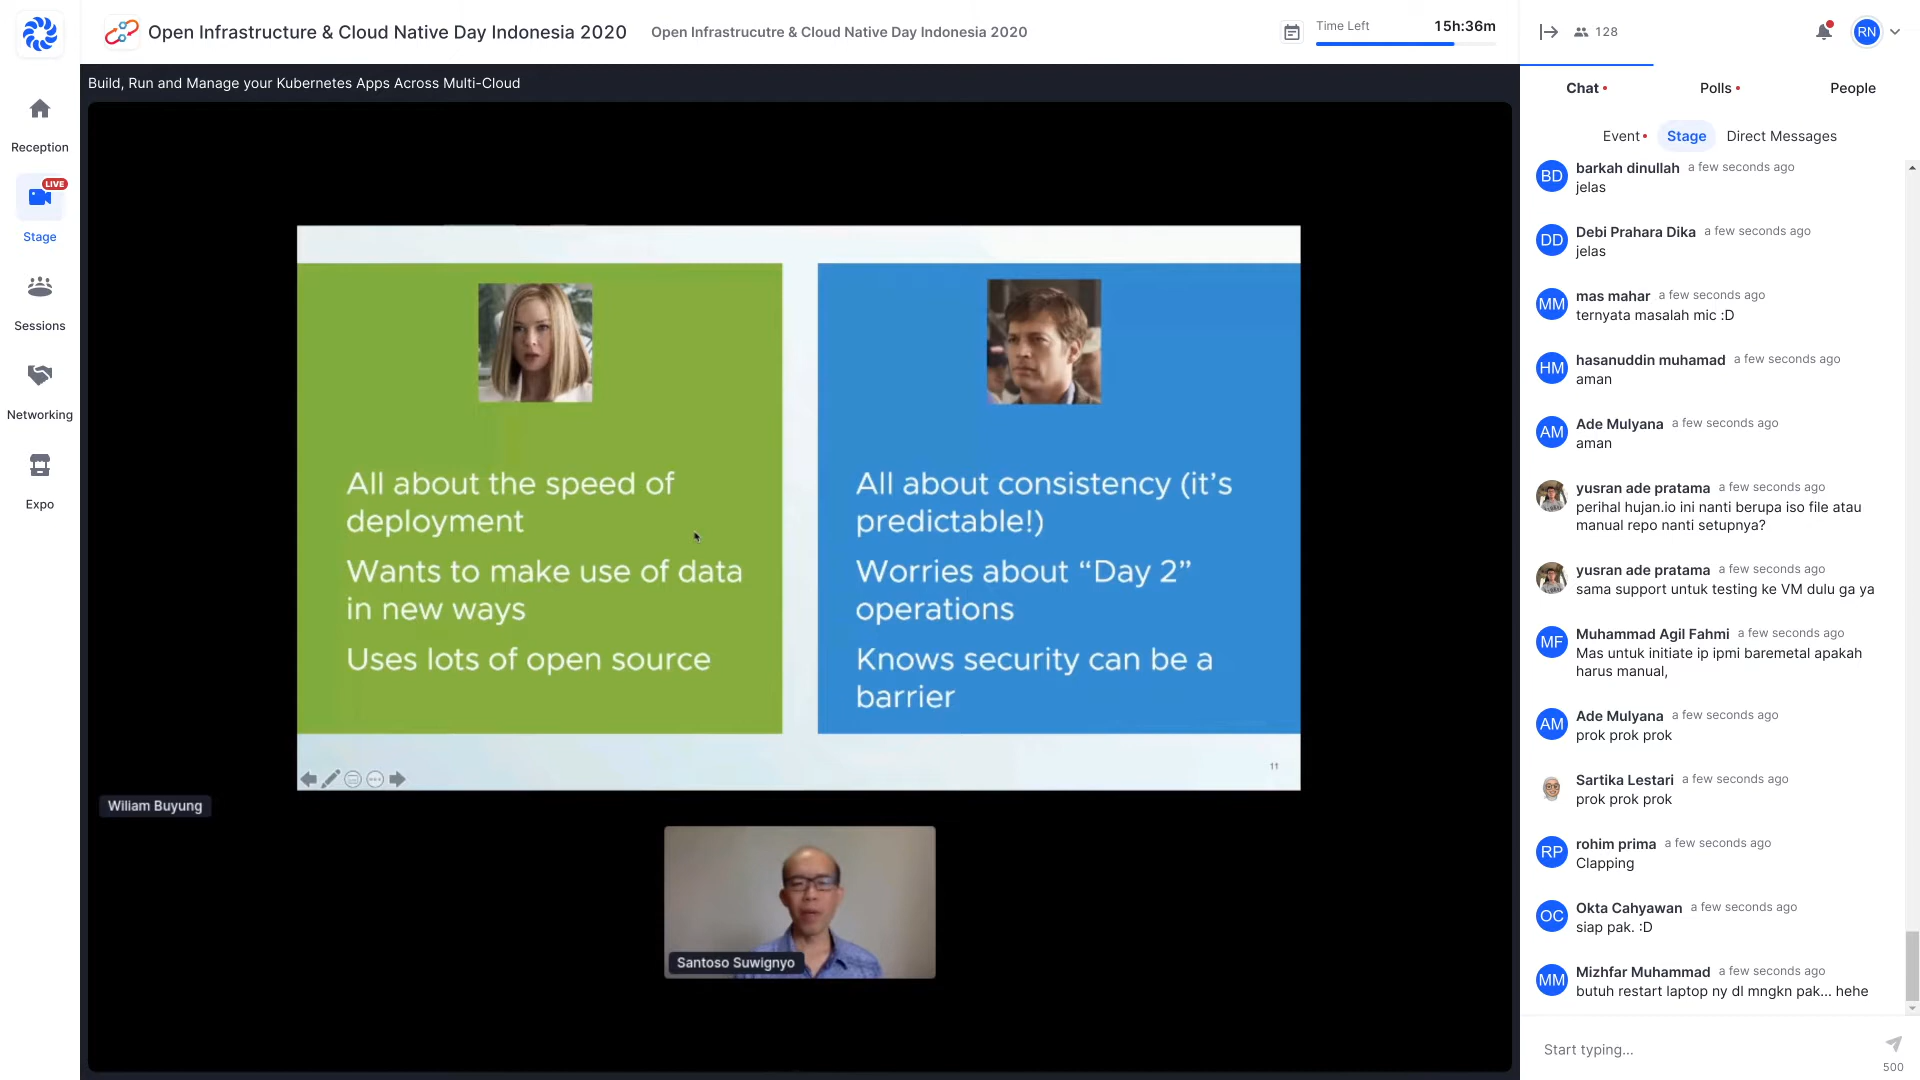 Open Infrastructure & Cloud Native Day Indonesia 2020
Open Infrastrucutre & Cloud Native Day Indonesia 2020
Time Left
15h:36m
128
RN
Reception
LIVE
Stage
Sessions
Networking
Expo
Build, Run and Manage your Kubernetes Apps Across Multi-Cloud
All about the speed of
deployment
Wants to make use of data
in new ways
Uses lots of open source
All about consistency (it's
predictable!)
Worries about “Day 2”
operations
Knows security can be a
barrier
11
Wiliam Buyung
Santoso Suwignyo
Chat
Polls
People
Event
Stage
Direct Messages
BD
barkah dinullah a few seconds ago
jelas
DD
Debi Prahara Dika a few seconds ago
jelas
MM
mas mahar a few seconds ago
ternyata masalah mic :D
HM
hasanuddin muhamad a few seconds ago
aman
AM
Ade Mulyana a few seconds ago
aman
yusran ade pratama a few seconds ago
perihal hujan.io ini nanti berupa iso file atau
manual repo nanti setupnya?
yusran ade pratama a few seconds ago
sama support untuk testing ke VM dulu ga ya
MF
Muhammad Agil Fahmi a few seconds ago
Mas untuk initiate ip ipmi baremetal apakah
harus manual,
AM
Ade Mulyana a few seconds ago
prok prok prok
Sartika Lestari a few seconds ago
prok prok prok
RP
rohim prima a few seconds ago
Clapping
OC
Okta Cahyawan a few seconds ago
siap pak. :D
MM
Mizhfar Muhammad a few seconds ago
butuh restart laptop ny dl mngkn pak... hehe
Start typing...
500